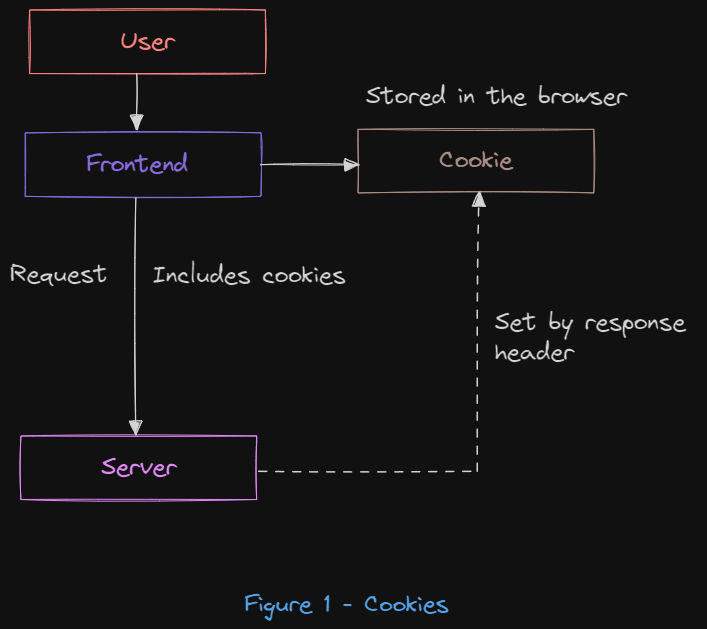 User
Stored in the browser
Frontend
Cookie
Request
Includes cookies
Set by response
header
Server
Figure 1 - Cookies